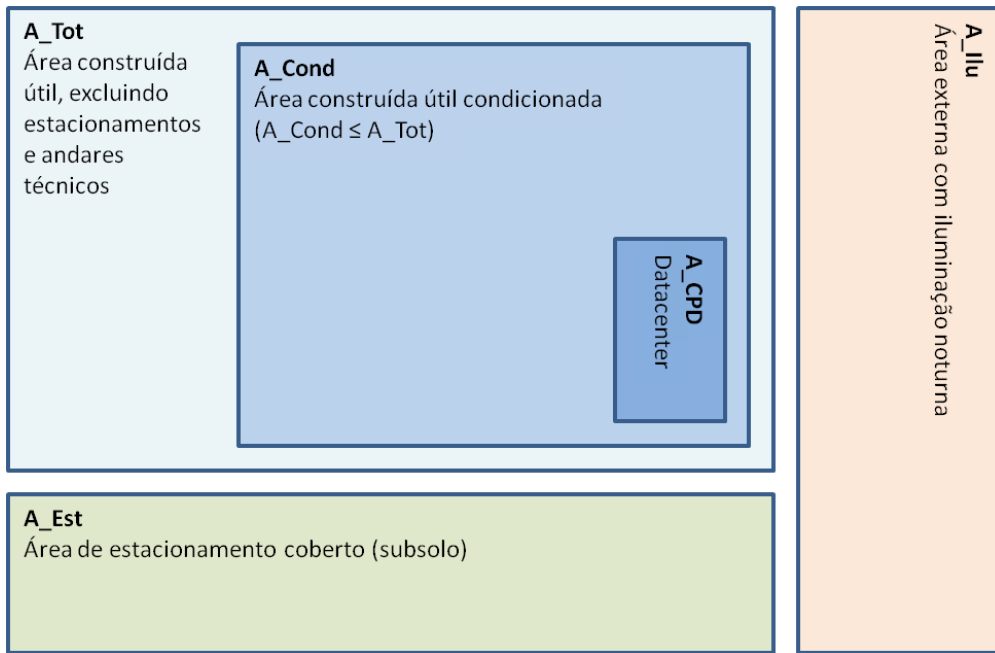 A_Tot
Área construída
útil, excluindo
estacionamentos
e andares
técnicos
A_Cond
Área construída útil condicionada
(A_Cond ≤ A_Tot)
A_CPD
Datacenter
A_Est
Área de estacionamento coberto (subsolo)
A_Ilu
Área externa com iluminação noturna